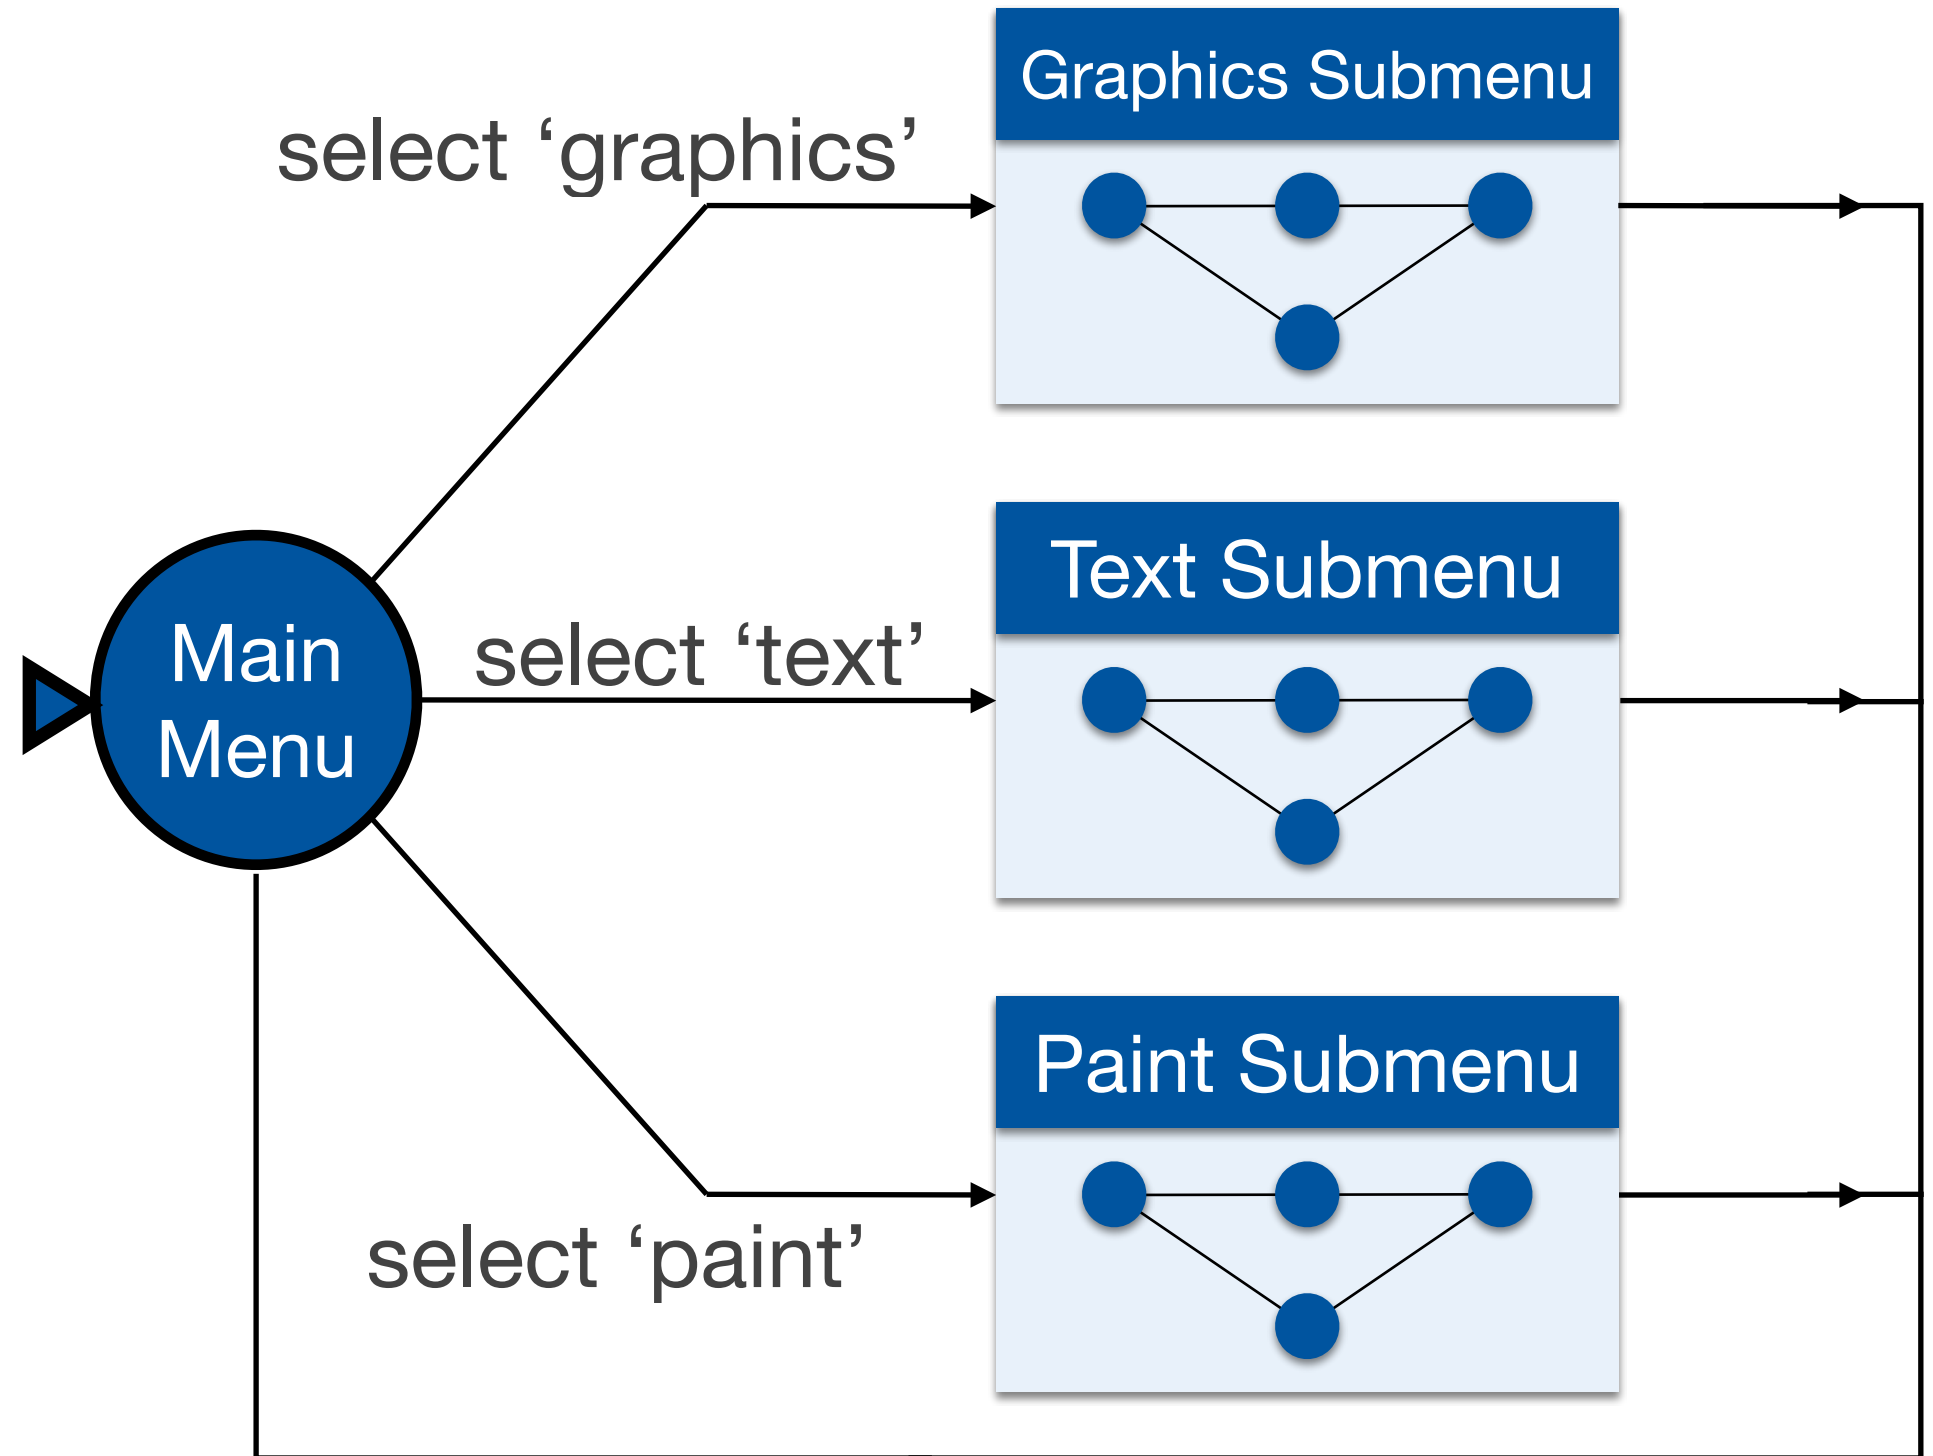 Graphics Submenu
select ‘graphics’
Text Submenu
Main
Menu
select ‘text’
Paint Submenu
select ‘paint’